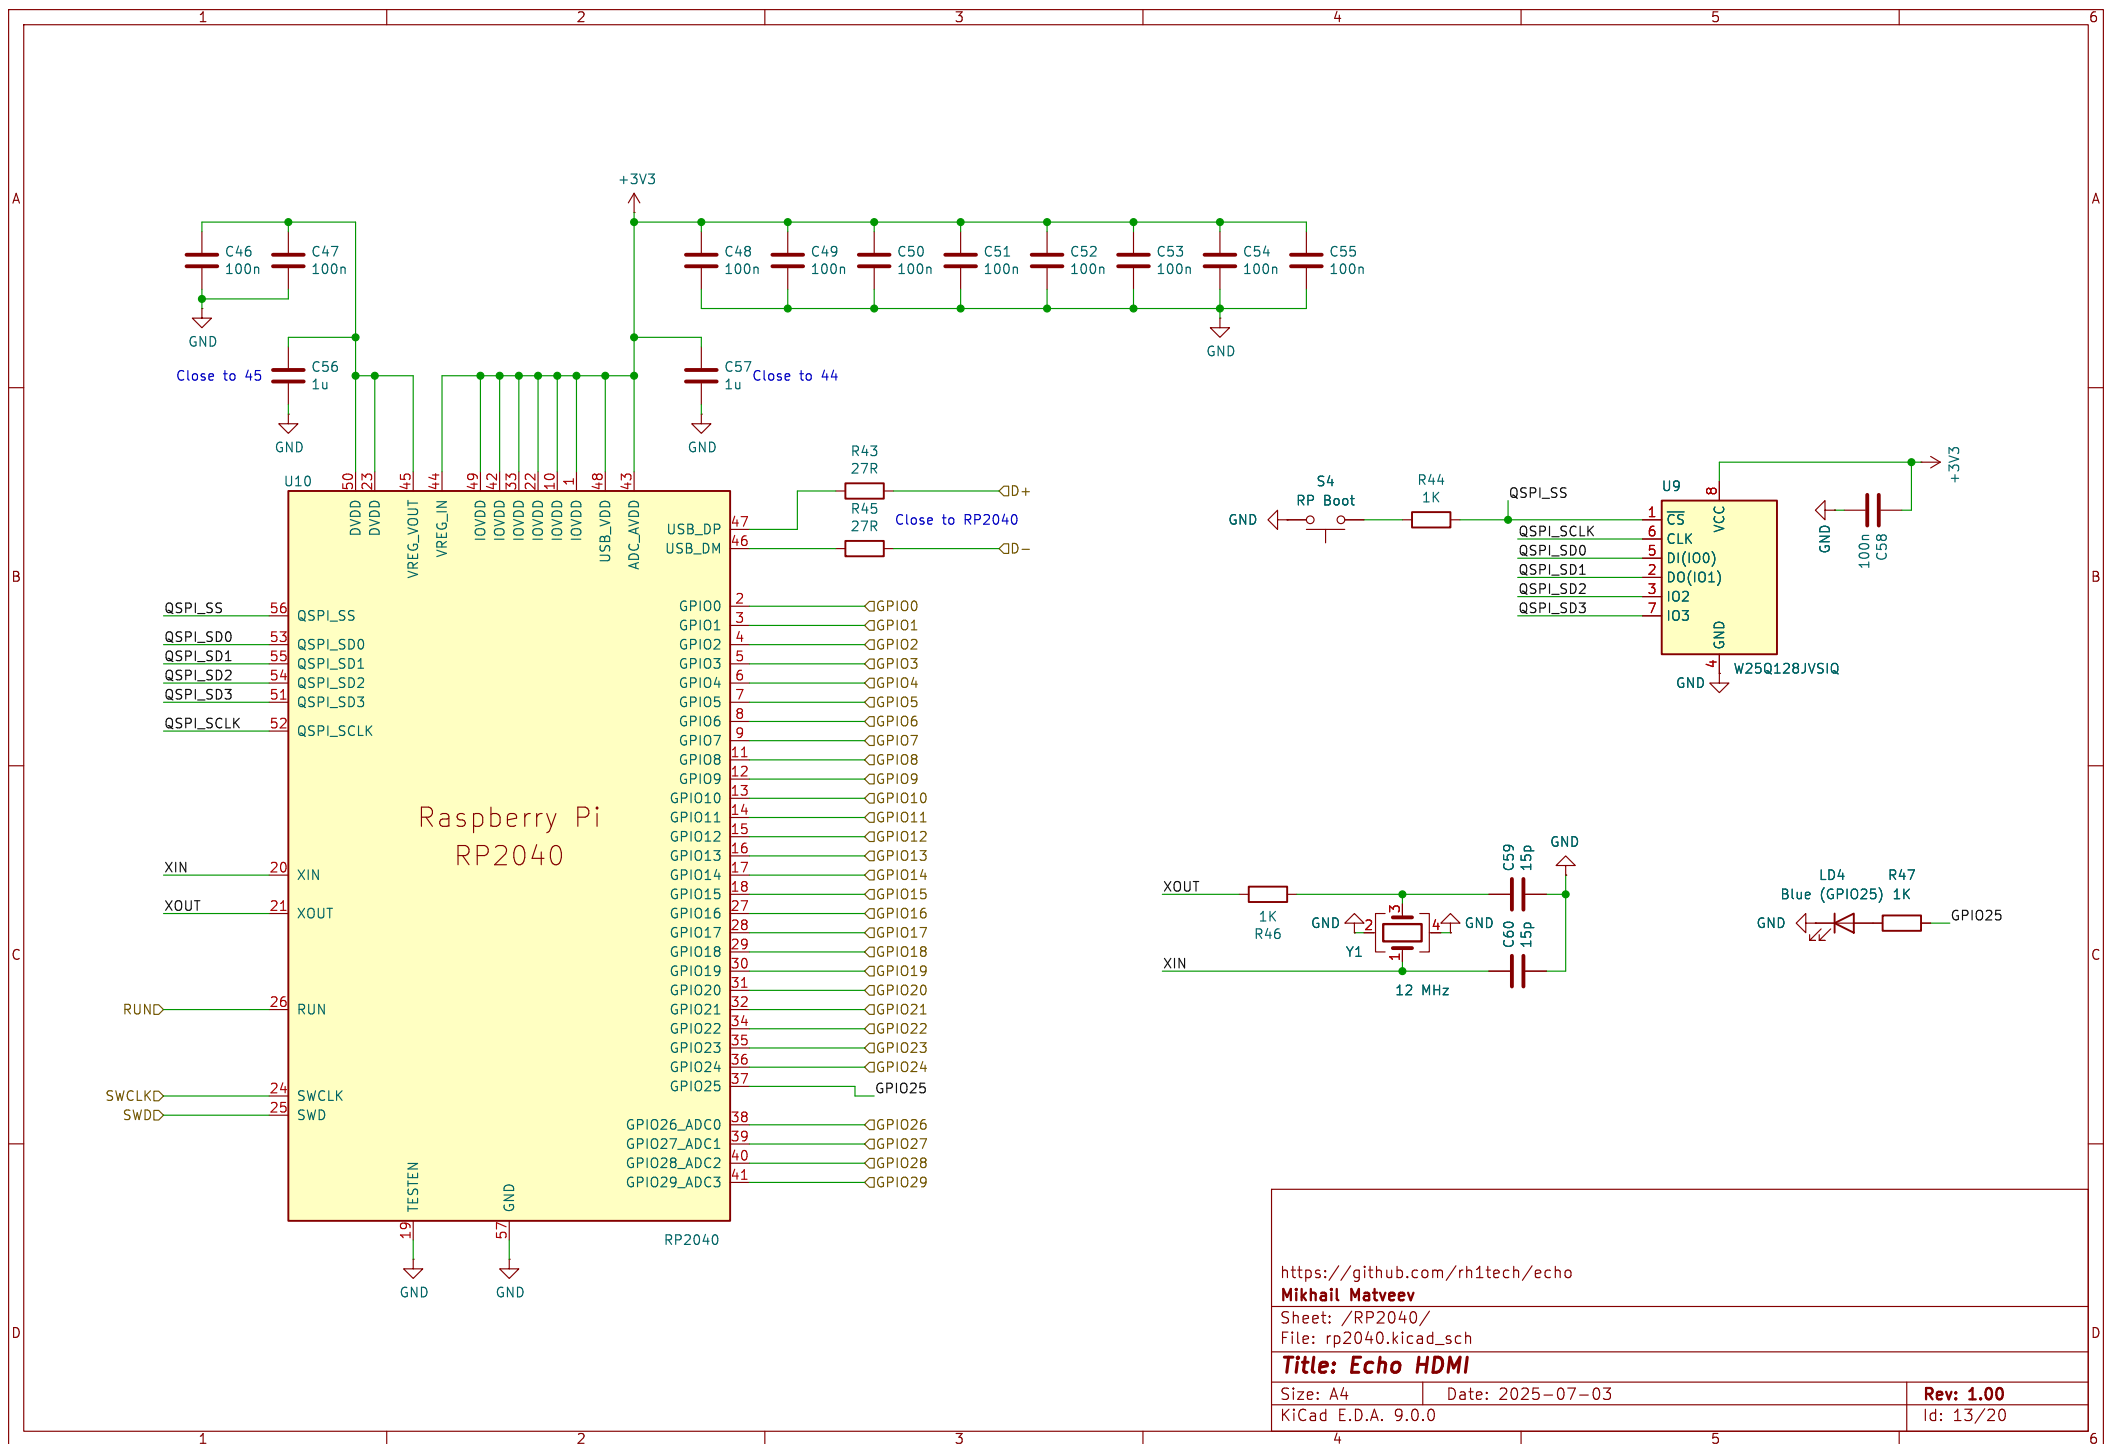 1 2 3 4 5 6
A A
+3V3
C46 100n
C47 100n
C48 100n
C49 100n
C50 100n
C51 100n
C52 100n
C53 100n
C54 100n
C55 100n
GND
GND
Close to 45
C56 1u
GND
C57 1u
Close to 44
GND
U10
50 DVDD
23 DVDD
45 VREG_VOUT
44 VREG_IN
49 IOVDD
42 IOVDD
33 IOVDD
22 IOVDD
10 IOVDD
1 IOVDD
48 USB_VDD
43 ADC_AVDD
R43
27R
D+
R45
27R
Close to RP2040
D-
USB_DP 47
USB_DM 46
B B
QSPI_SS 56 QSPI_SS
QSPI_SD0 53 QSPI_SD0
QSPI_SD1 55 QSPI_SD1
QSPI_SD2 54 QSPI_SD2
QSPI_SD3 51 QSPI_SD3
QSPI_SCLK 52 QSPI_SCLK
Raspberry Pi
RP2040
XIN 20 XIN
XOUT 21 XOUT
RUN 26 RUN
SWCLK 24 SWCLK
SWD 25 SWD
GPIO0 2 GPIO0
GPIO1 3 GPIO1
GPIO2 4 GPIO2
GPIO3 5 GPIO3
GPIO4 6 GPIO4
GPIO5 7 GPIO5
GPIO6 8 GPIO6
GPIO7 9 GPIO7
GPIO8 11 GPIO8
GPIO9 12 GPIO9
GPIO10 13 GPIO10
GPIO11 14 GPIO11
GPIO12 15 GPIO12
GPIO13 16 GPIO13
GPIO14 17 GPIO14
GPIO15 18 GPIO15
GPIO16 27 GPIO16
GPIO17 28 GPIO17
GPIO18 29 GPIO18
GPIO19 30 GPIO19
GPIO20 31 GPIO20
GPIO21 32 GPIO21
GPIO22 34 GPIO22
GPIO23 35 GPIO23
GPIO24 36 GPIO24
GPIO25 37 GPIO25
GPIO26_ADC0 38 GPIO26
GPIO27_ADC1 39 GPIO27
GPIO28_ADC2 40 GPIO28
GPIO29_ADC3 41 GPIO29
TESTEN 19
GND 57
RP2040
GND
GND
S4
RP Boot
GND
R44
1K
QSPI_SS
QSPI_SCLK
QSPI_SD0
QSPI_SD1
QSPI_SD2
QSPI_SD3
U9
1 CS
6 CLK
5 DI(IO0)
2 DO(IO1)
3 IO2
7 IO3
8 VCC
GND 4
W25Q128JVSIQ
GND
GND
100n
C58
+3V3
XOUT
1K
R46
XIN
GND 2
3
4 GND
1
Y1
12 MHz
C59
15p
C60
15p
GND
LD4
Blue (GPIO25)
R47
1K
GND
GPIO25
C C
D D
https://github.com/rh1tech/echo
Mikhail Matveev
Sheet: /RP2040/
File: rp2040.kicad_sch
Title: Echo HDMI
Size: A4 Date: 2025-07-03 Rev: 1.00
KiCad E.D.A. 9.0.0 Id: 13/20
1 2 3 4 5 6